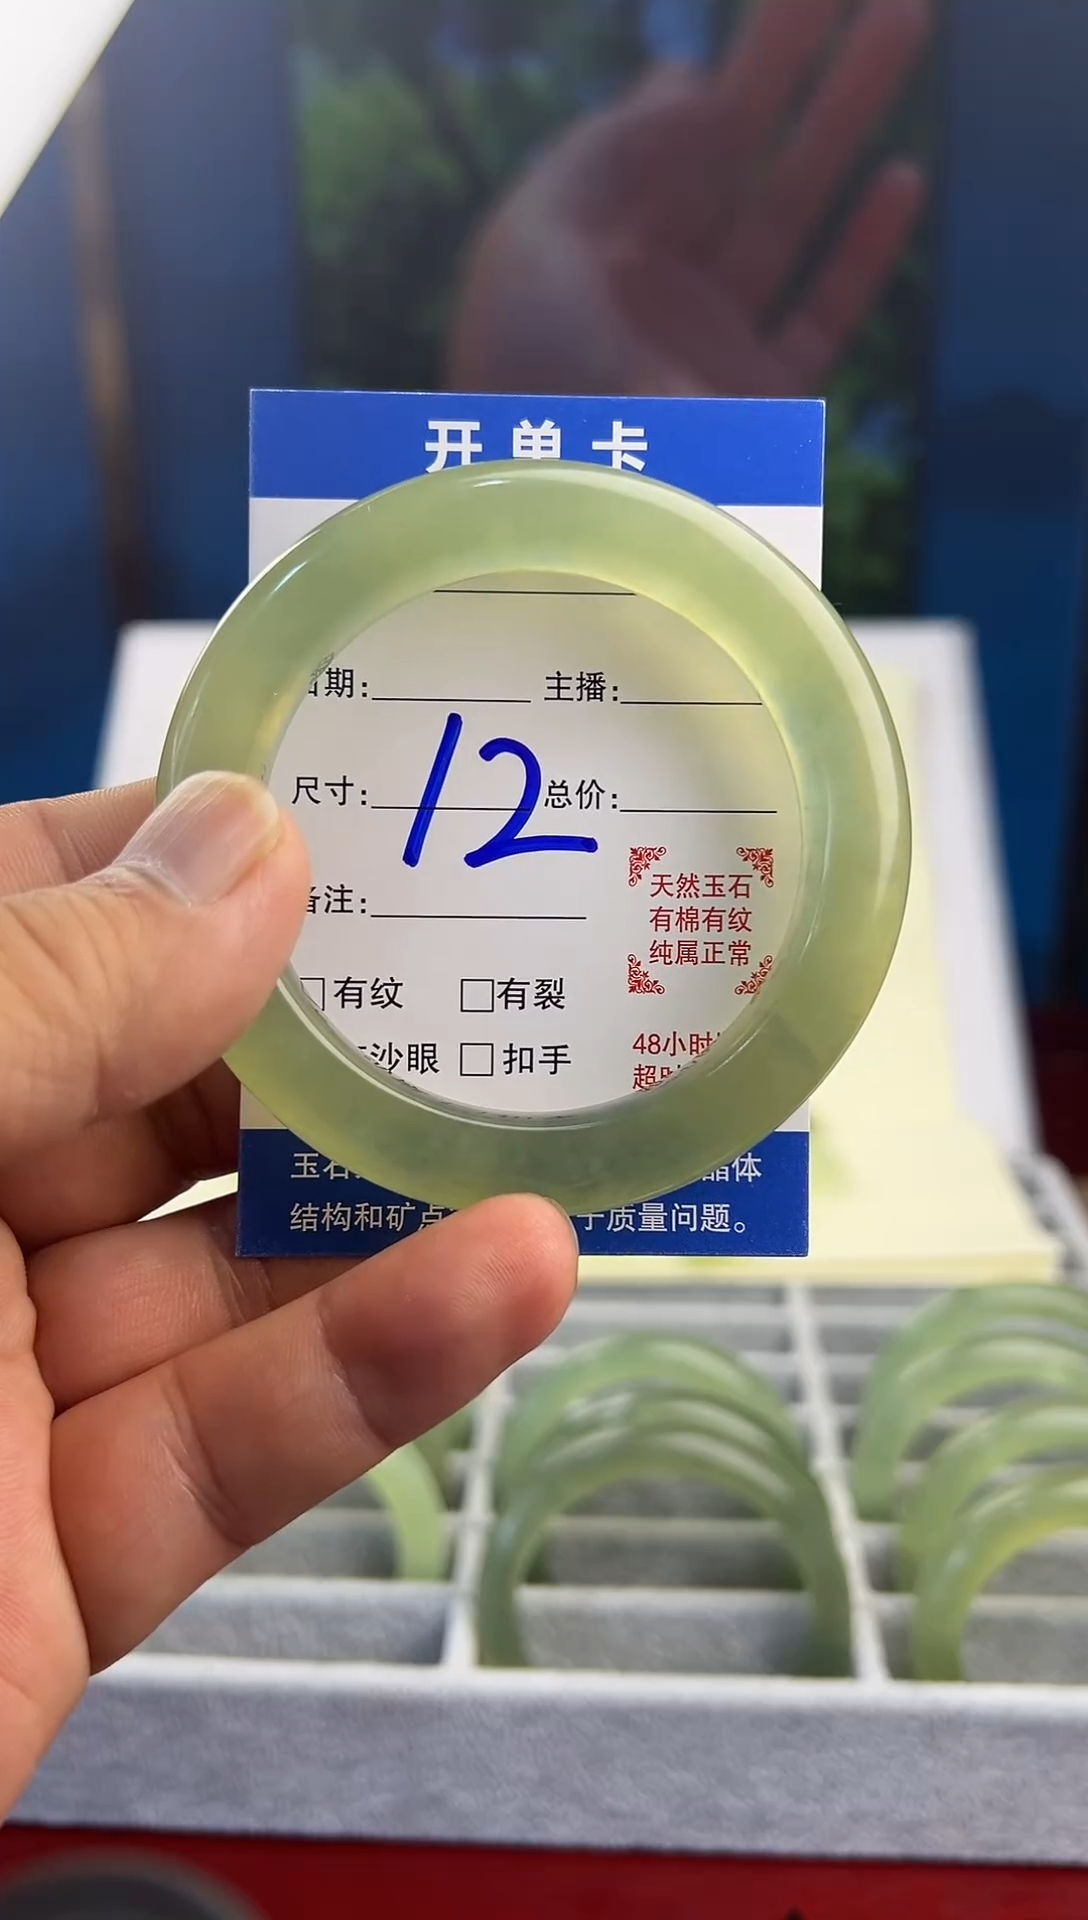 开单卡
期:
主播:
12
尺寸:
总价:
注:
天然玉石
有棉有纹
纯属正常
有纹
有裂
沙眼
扣手
48小时
玉石
晶体
结构和矿点
于质量问题。